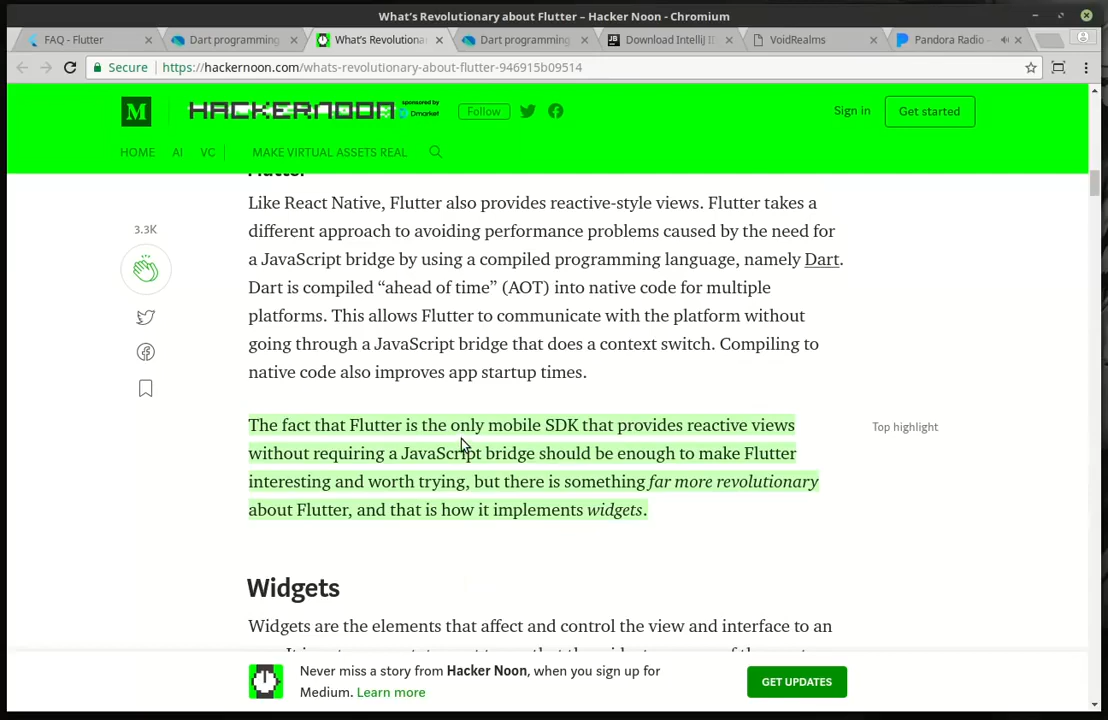 What's Revolutionary about Flutter – Hacker Noon - Chromium
FAQ - Flutter
Dart programming
What's Revolutiona
Dart programming
Download IntelliJ I
VoidRealms
Pandora Radio -
Secure
https://hackernoon.com/whats-revolutionary-about-flutter-946915b09514
M
HACKERNOON
sponsored by
Dmarket
Follow
Sign in
Get started
HOME
AI
VC
MAKE VIRTUAL ASSETS REAL
Flutter
Like React Native, Flutter also provides reactive-style views. Flutter takes a
different approach to avoiding performance problems caused by the need for
a JavaScript bridge by using a compiled programming language, namely Dart.
Dart is compiled “ahead of time” (AOT) into native code for multiple
platforms. This allows Flutter to communicate with the platform without
going through a JavaScript bridge that does a context switch. Compiling to
native code also improves app startup times.
3.3K
The fact that Flutter is the only mobile SDK that provides reactive views
without requiring a JavaScript bridge should be enough to make Flutter
interesting and worth trying, but there is something far more revolutionary
about Flutter, and that is how it implements widgets.
Top highlight
Widgets
Widgets are the elements that affect and control the view and interface to an
Never miss a story from Hacker Noon, when you sign up for
Medium. Learn more
GET UPDATES